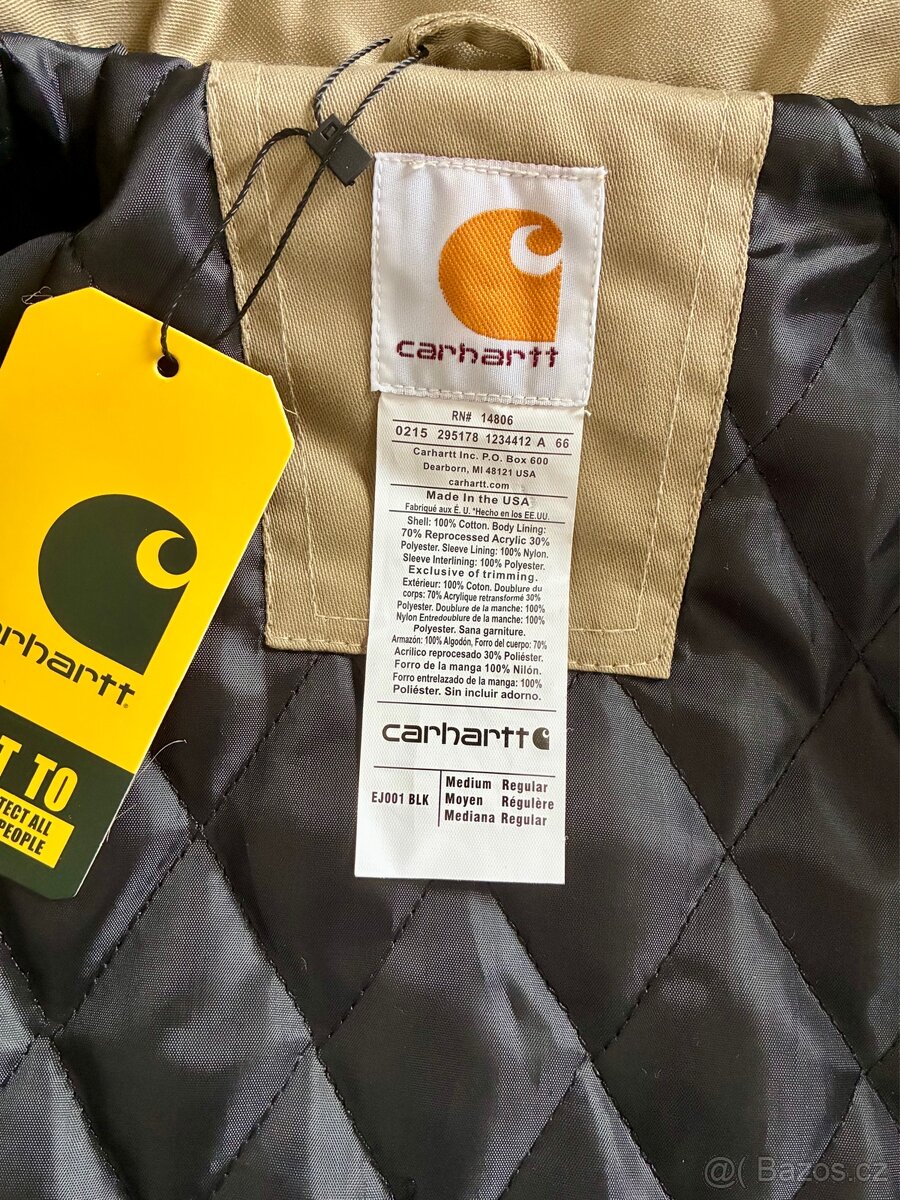 carhartt
RN# 14806
0215 295178 1234412 A 66
Carhartt Inc. P.O. Box 600
Dearborn, MI 48121 USA
carhartt.com
Made in the USA
Fabriqué aux É. U. *Hecho en los EE.UU.
Shell: 100% Cotton. Body Lining:
70% Reprocessed Acrylic 30%
Polyester. Sleeve Lining: 100% Nylon.
Sleeve Interlining: 100% Polyester.
Exclusive of trimming.
Extérieur: 100% Coton. Doublure du
corps: 70% Acrylique retransformé 30%
Polyester. Doublure de la manche: 100%
Nylon Entredoublure de la manche: 100%
Polyester. Sana garniture.
Armazón: 100% Algodón, Forro del cuerpo: 70%
Acrílico reprocesado 30% Poliéster.
Forro de la manga 100% Nilón.
Forro entrelazado de la manga: 100%
Poliéster. Sin incluir adorno.
carhartt
EJ001 BLK
Medium Regular
Moyen Régulère
Mediana Regular
arhartt
T TO
TECT ALL
PEOPLE
@( Bazos.cz